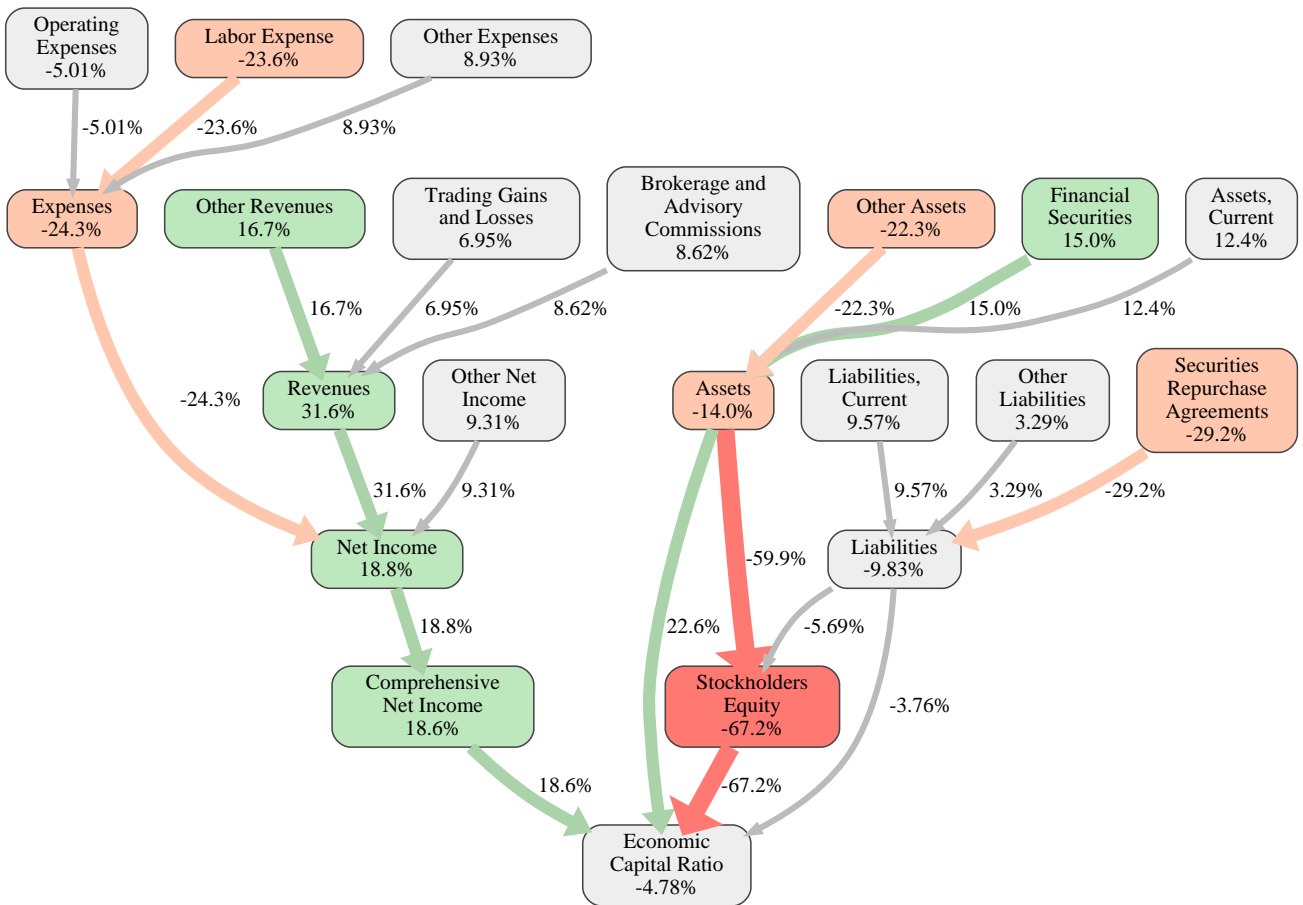 Operating
Expenses
-5.01%
Labor Expense
-23.6%
Other Expenses
8.93%
-5.01%
-23.6%
8.93%
Expenses
-24.3%
Other Revenues
16.7%
Trading Gains
and Losses
6.95%
Brokerage and
Advisory
Commissions
8.62%
Other Assets
-22.3%
Financial
Securities
15.0%
Assets,
Current
12.4%
16.7%
6.95%
8.62%
-22.3%
15.0%
12.4%
-24.3%
Revenues
31.6%
Other Net
Income
9.31%
Assets
-14.0%
Liabilities,
Current
9.57%
Other
Liabilities
3.29%
Securities
Repurchase
Agreements
-29.2%
31.6%
9.31%
9.57%
3.29%
-29.2%
Net Income
18.8%
-59.9%
Liabilities
-9.83%
18.8%
22.6%
-5.69%
Comprehensive
Net Income
18.6%
Stockholders
Equity
-67.2%
-3.76%
18.6%
-67.2%
Economic
Capital Ratio
-4.78%